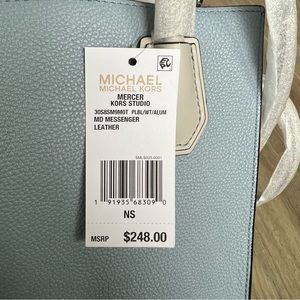 MICHAEL
MICHAEL KORS
MERCER
KORS STUDIO
30S8SM9M0T PLBL/WT/ALUM
MD MESSENGER
LEATHER
1 91935 68309 0
NS
MSRP $248.00